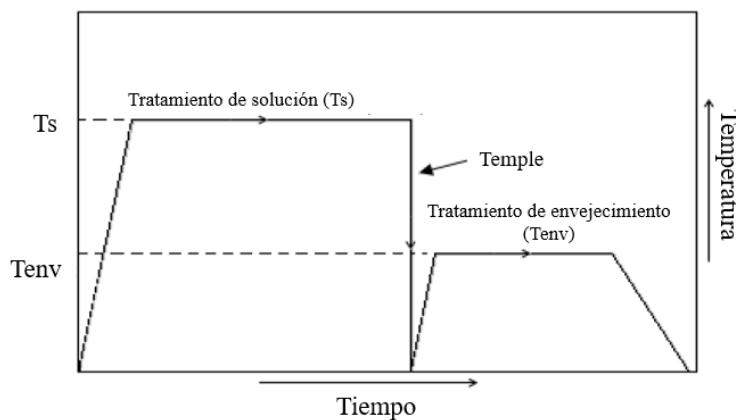 Tratamiento de solución (Ts)
Ts
Temple
Tratamiento de envejecimiento
(Tenv)
Tenv
Temperatura
Tiempo